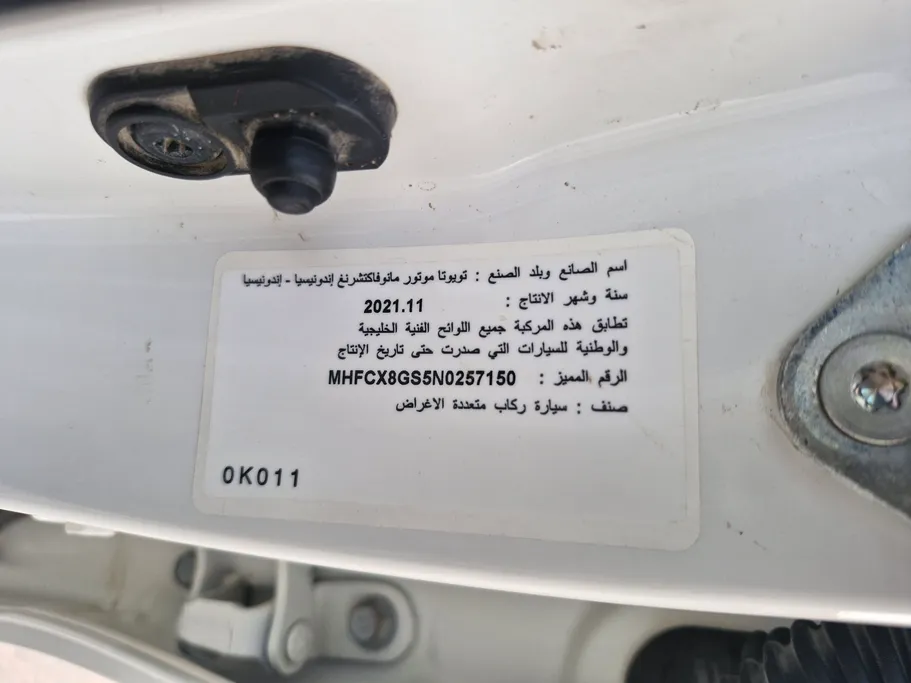 اسم الصانع وبلد الصنع : تويوتا موتور مانوفاكتشرنغ إندونيسيا - إندونيسيا
سنة وشهر الانتاج : 2021.11
تطابق هذه المركبة جميع اللوائح الفنية الخليجية
والوطنية للسيارات التي صدرت حتى تاريخ الإنتاج
الرقم المميز : MHFCX8GS5N0257150
صنف : سيارة ركاب متعددة الاغراض
0K011